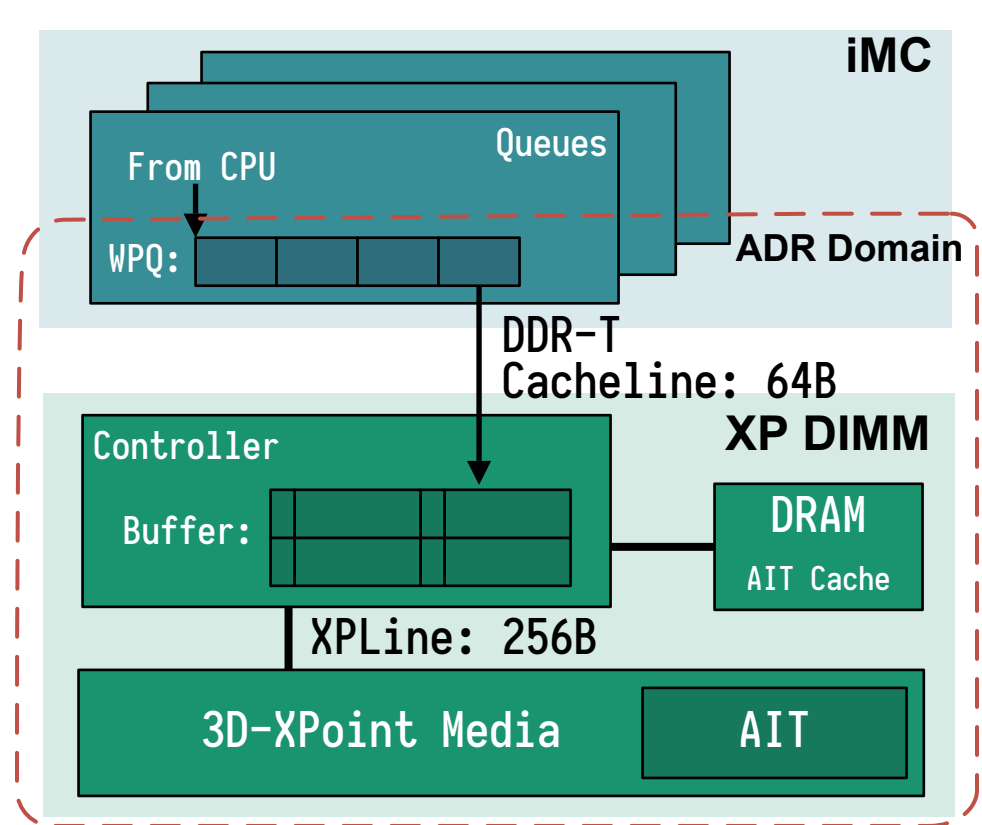 iMC
Queues
From CPU
ADR Domain
WPQ:
DDR-T
Cacheline: 64B
XP DIMM
Controller
Buffer:
DRAM
AIT Cache
XPLine: 256B
3D-XPoint Media
AIT